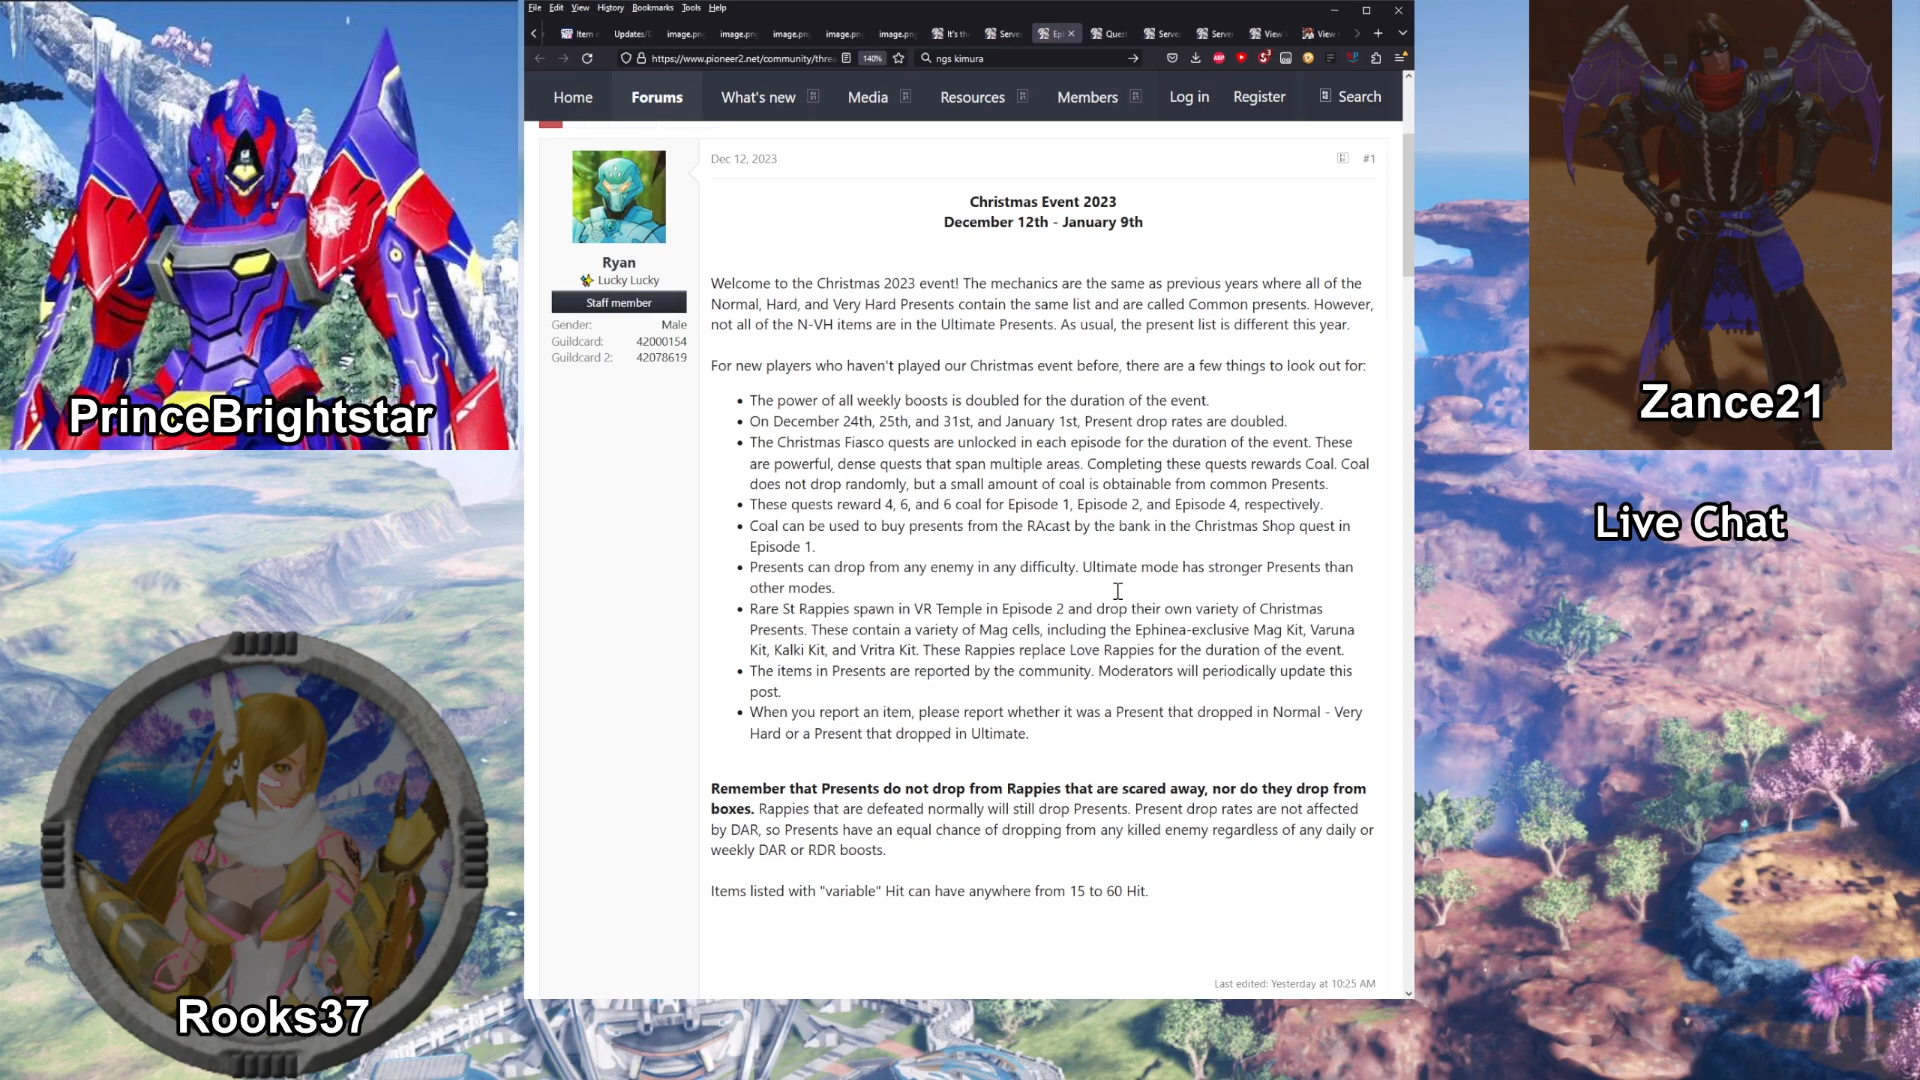 File Edit View History Bookmarks Tools Help
Item Updates/ image.pn image.pn image.pn image.pn image.pn It's th Serve Ep Ques Serve Serve View View
https://www.pioneer2.net/community/thre 140% ngs kimura
Home Forums What's new Media Resources Members Log in Register Search
Dec 12, 2023 #1
Christmas Event 2023
December 12th - January 9th
Ryan
Lucky Lucky
Staff member
Gender: Male
Guildcard: 42000154
Guildcard 2: 42078619
Welcome to the Christmas 2023 event! The mechanics are the same as previous years where all of the
Normal, Hard, and Very Hard Presents contain the same list and are called Common presents. However,
not all of the N-VH items are in the Ultimate Presents. As usual, the present list is different this year.
For new players who haven't played our Christmas event before, there are a few things to look out for:
• The power of all weekly boosts is doubled for the duration of the event.
• On December 24th, 25th, and 31st, and January 1st, Present drop rates are doubled.
• The Christmas Fiasco quests are unlocked in each episode for the duration of the event. These
are powerful, dense quests that span multiple areas. Completing these quests rewards Coal. Coal
does not drop randomly, but a small amount of coal is obtainable from common Presents.
• These quests reward 4, 6, and 6 coal for Episode 1, Episode 2, and Episode 4, respectively.
• Coal can be used to buy presents from the RAcast by the bank in the Christmas Shop quest in
Episode 1.
• Presents can drop from any enemy in any difficulty. Ultimate mode has stronger Presents than
other modes.
• Rare St Rappies spawn in VR Temple in Episode 2 and drop their own variety of Christmas
Presents. These contain a variety of Mag cells, including the Ephinea-exclusive Mag Kit, Varuna
Kit, Kalki Kit, and Vritra Kit. These Rappies replace Love Rappies for the duration of the event.
• The items in Presents are reported by the community. Moderators will periodically update this
post.
• When you report an item, please report whether it was a Present that dropped in Normal - Very
Hard or a Present that dropped in Ultimate.
Remember that Presents do not drop from Rappies that are scared away, nor do they drop from
boxes. Rappies that are defeated normally will still drop Presents. Present drop rates are not affected
by DAR, so Presents have an equal chance of dropping from any killed enemy regardless of any daily or
weekly DAR or RDR boosts.
Items listed with "variable" Hit can have anywhere from 15 to 60 Hit.
Last edited: Yesterday at 10:25 AM
PrinceBrightstar
Rooks37
Zance21
Live Chat